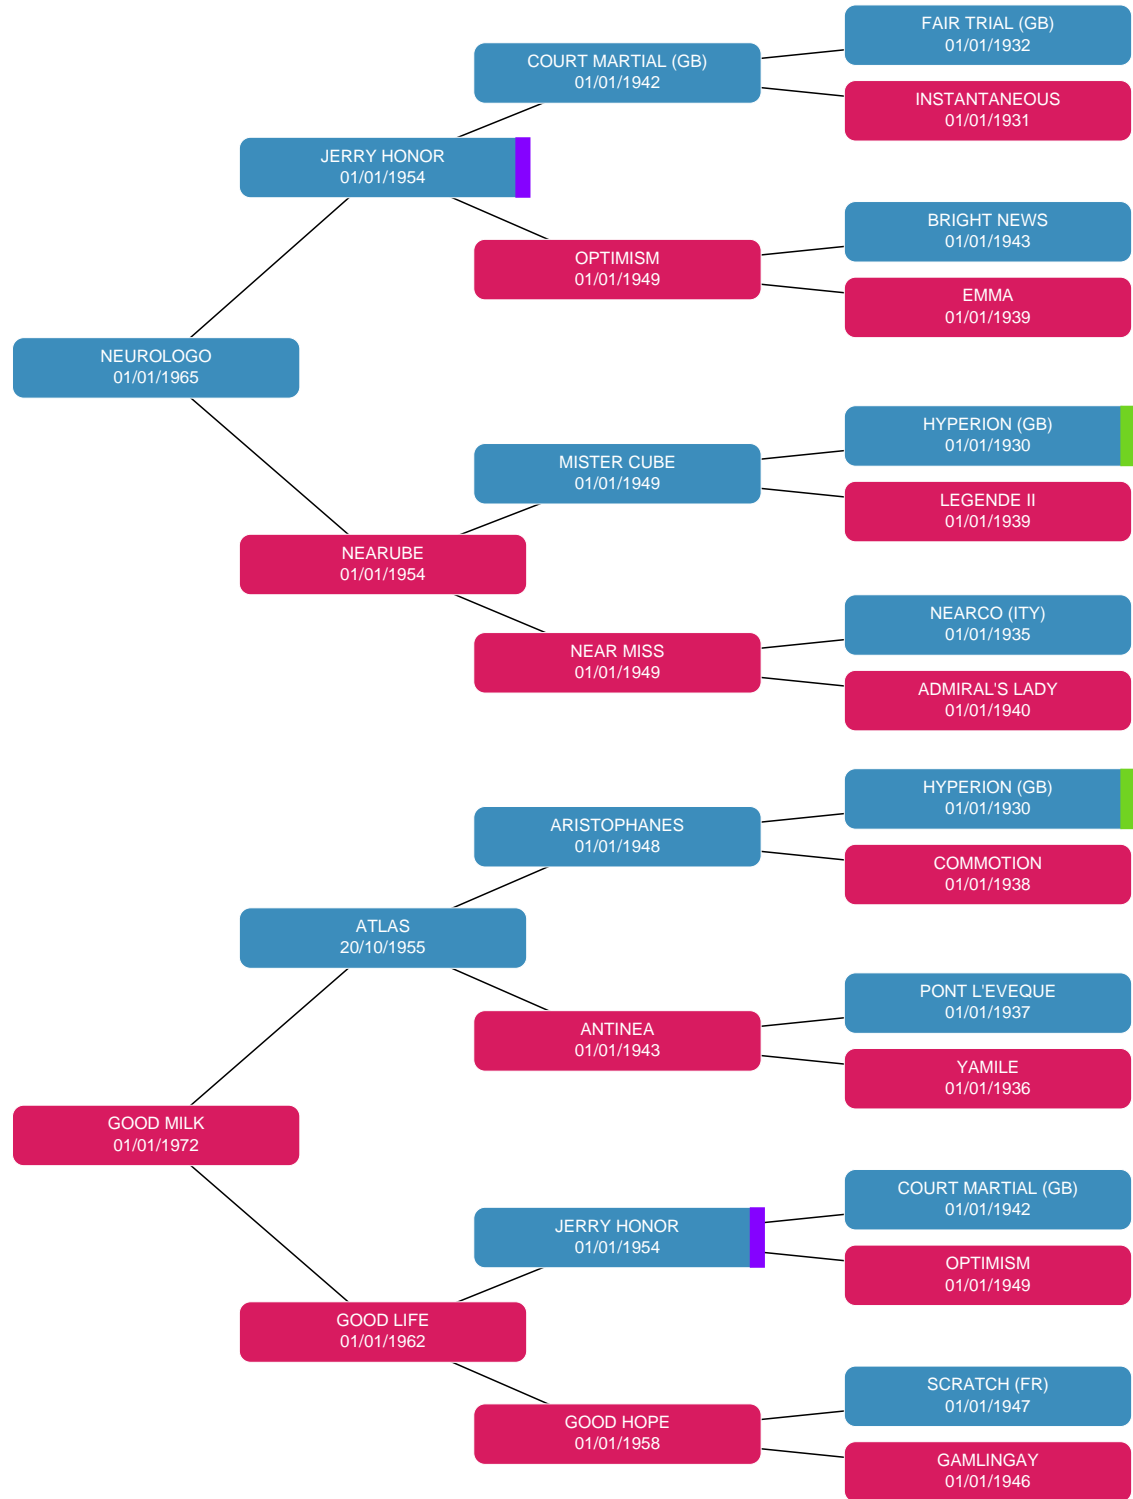 FAIR TRIAL (GB)
01/01/1932
COURT MARTIAL (GB)
01/01/1942
INSTANTANEOUS
01/01/1931
JERRY HONOR
01/01/1954
BRIGHT NEWS
01/01/1943
OPTIMISM
01/01/1949
EMMA
01/01/1939
NEUROLOGO
01/01/1965
HYPERION (GB)
01/01/1930
MISTER CUBE
01/01/1949
LEGENDE II
01/01/1939
NEARUBE
01/01/1954
NEARCO (ITY)
01/01/1935
NEAR MISS
01/01/1949
ADMIRAL'S LADY
01/01/1940
HYPERION (GB)
01/01/1930
ARISTOPHANES
01/01/1948
COMMOTION
01/01/1938
ATLAS
20/10/1955
PONT L'EVEQUE
01/01/1937
ANTINEA
01/01/1943
YAMILE
01/01/1936
GOOD MILK
01/01/1972
COURT MARTIAL (GB)
01/01/1942
JERRY HONOR
01/01/1954
OPTIMISM
01/01/1949
GOOD LIFE
01/01/1962
SCRATCH (FR)
01/01/1947
GOOD HOPE
01/01/1958
GAMLINGAY
01/01/1946